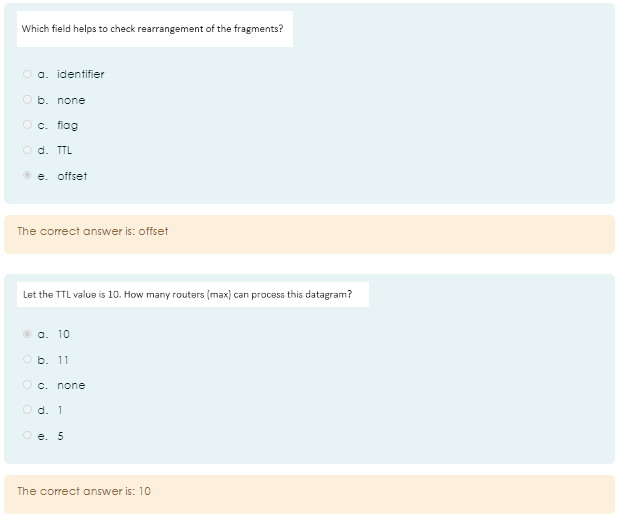 Which field helps to check rearrangement of the fragments?
a. identifier
b. none
c. flag
d. TTL
e. offset
The correct answer is: offset
Let the TTL value is 10. How many routers (max) can process this datagram?
a. 10
b. 11
c. none
d. 1
e. 5
The correct answer is: 10